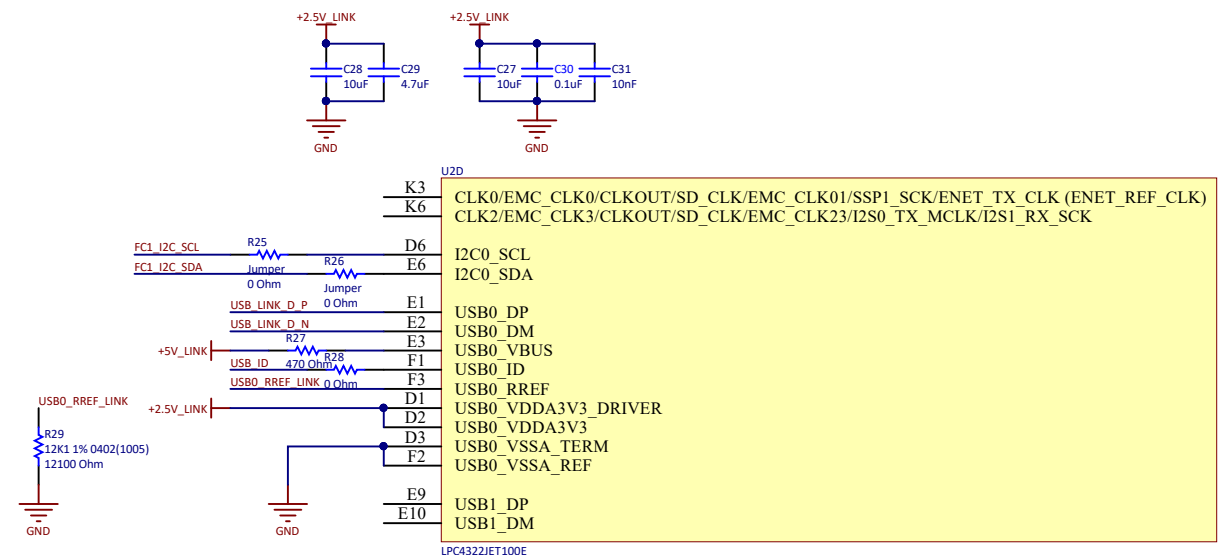 +2.5V_LINK
+2.5V_LINK
C28
10uF
C29
4.7uF
C27
10uF
C30
0.1uF
C31
10nF
GND
GND
U2D
K3
CLK0/EMC_CLK0/CLKOUT/SD_CLK/EMC_CLK01/SSP1_SCK/ENET_TX_CLK (ENET_REF_CLK)
K6
CLK2/EMC_CLK3/CLKOUT/SD_CLK/EMC_CLK23/I2S0_TX_MCLK/I2S1_RX_SCK
FC1_I2C_SCL
R25
Jumper
0 Ohm
D6
I2C0_SCL
FC1_I2C_SDA
R26
Jumper
0 Ohm
E6
I2C0_SDA
USB_LINK_D_P
E1
USB0_DP
USB_LINK_D_N
E2
USB0_DM
+5V_LINK
R27
470 Ohm
E3
USB0_VBUS
USB_ID
R28
0 Ohm
F1
USB0_ID
USB0_RREF_LINK
F3
USB0_RREF
+2.5V_LINK
D1
USB0_VDDA3V3_DRIVER
D2
USB0_VDDA3V3
D3
USB0_VSSA_TERM
F2
USB0_VSSA_REF
USB0_RREF_LINK
R29
12K1 1% 0402(1005)
12100 Ohm
GND
GND
E9
USB1_DP
E10
USB1_DM
LPC4322JET100E